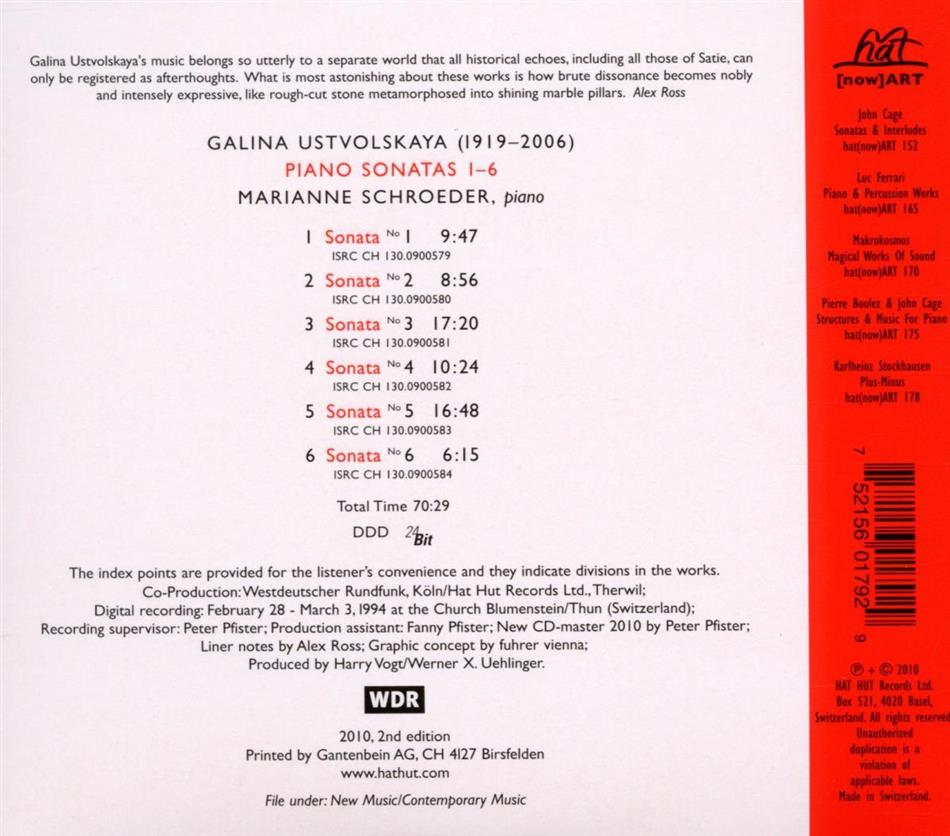 Galina Ustvolskaya's music belongs so utterly to a separate world that all historical echoes, including all those of Satie, can
only be registered as afterthoughts. What is most astonishing about these works is how brute dissonance becomes nobly
and intensely expressive, like rough-cut stone metamorphosed into shining marble pillars. Alex Ross
GALINA USTVOLSKAYA (1919–2006)
PIANO SONATAS 1–6
MARIANNE SCHROEDER, piano
1 Sonata No 1 9:47
ISRC CH 130.0900579
2 Sonata No 2 8:56
ISRC CH 130.0900580
3 Sonata No 3 17:20
ISRC CH 130.0900581
4 Sonata No 4 10:24
ISRC CH 130.0900582
5 Sonata No 5 16:48
ISRC CH 130.0900583
6 Sonata No 6 6:15
ISRC CH 130.0900584
Total Time 70:29
DDD 24 Bit
The index points are provided for the listener's convenience and they indicate divisions in the works.
Co-Production: Westdeutscher Rundfunk, Köln/Hat Hut Records Ltd., Therwil;
Digital recording: February 28 - March 3, 1994 at the Church Blumenstein/Thun (Switzerland);
Recording supervisor: Peter Pfister; Production assistant: Fanny Pfister; New CD-master 2010 by Peter Pfister;
Liner notes by Alex Ross; Graphic concept by fuhrer vienna;
Produced by Harry Vogt/Werner X. Uehlinger.
WDR
2010, 2nd edition
Printed by Gantenbein AG, CH 4127 Birsfelden
www.hathut.com
File under: New Music/Contemporary Music
hat
[now]ART
John Cage
Sonatas & Interludes
hat[now]ART 152
Luc Ferrari
Piano & Percussion Works
hat[now]ART 165
Makrokosmos
Magical Works Of Sound
hat[now]ART 170
Pierre Boulez & John Cage
Structures & Music For Piano
hat[now]ART 175
Karlheinz Stockhausen
Plus-Minus
hat[now]ART 178
7 52156 01792 9
℗ + © 2010
HAT HUT Records Ltd.
Box 521, 4020 Basel,
Switzerland. All rights reserved
Unauthorized
duplication is a
violation of
applicable laws.
Made in Switzerland.